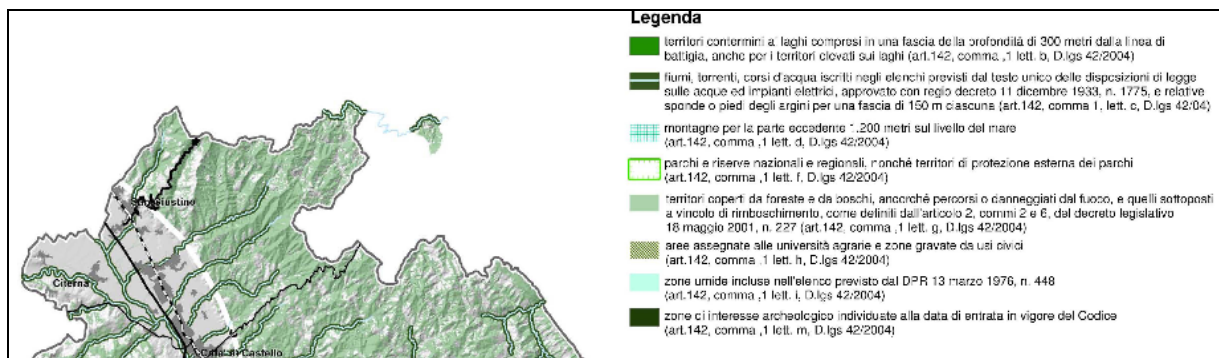 Legenda
territori contermini ai laghi compresi in una fascia della profondità di 300 metri dalla linea di
battigia, anche per i territori elevati sui laghi (art.142, comma ,1 lett. b, D.lgs 42/2004)
fiumi, torrenti, corsi d'acqua iscritti negli elenchi previsti dal testo unico delle disposizioni di legge
sulle acque ed impianti elettrici, approvato con regio decreto 11 dicembre 1933, n. 1775, e relative
sponde o piedi degli argini per una fascia di 150 m ciascuna (art.142, comma 1, lett. c, D.lgs 42/04)
montagne per la parte eccedente 1.200 metri sul livello del mare
(art.142, comma ,1 lett. d, D.lgs 42/2004)
parchi e riserve nazionali e regionali, nonché territori di protezione esterna dei parchi
(art.142, comma ,1 lett. f, D.lgs 42/2004)
territori coperti da foreste e da boschi, ancorché percorsi o danneggiati dal fuoco, e quelli sottoposti
a vincolo di rimboschimento, come definiti dall'articolo 2, commi 2 e 6, del decreto legislativo
18 maggio 2001, n. 227 (art.142, comma ,1 lett. g, D.lgs 42/2004)
aree assegnate alle università agrarie e zone gravate da usi civici
(art.142, comma ,1 lett. h, D.lgs 42/2004)
zone umide incluse nell'elenco previsto dal DPR 13 marzo 1976, n. 448
(art.142, comma ,1 lett. i, D.lgs 42/2004)
zone di interesse archeologico individuate alla data di entrata in vigore del Codice
(art.142, comma ,1 lett. m, D.lgs 42/2004)
San Giustino
Citerna
Città di Castello